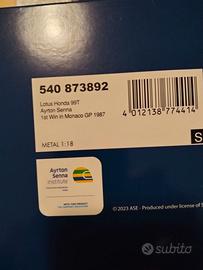 540 873892
Lotus Honda 99T
Ayrton Senna
1st Win in Monaco GP 1987
4 012138 774414
METAL 1:18
S
Ayrton
Senna
institute
© 2023 ASE - Produced under license of
subito